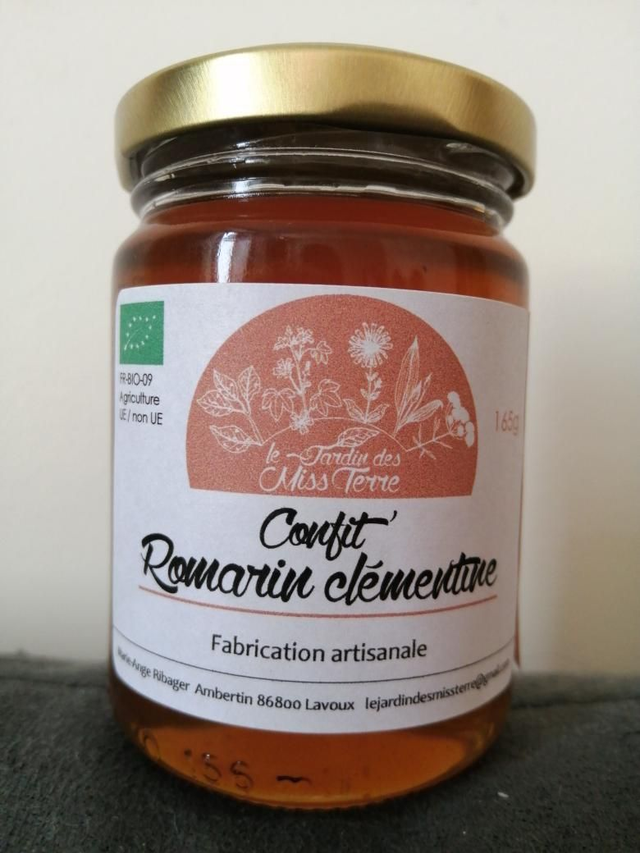 FR-BIO-09
Agriculture
UE / non UE
165g
le Jardin des
Miss Terre
Confit'
Romarin clémentine
Fabrication artisanale
Marie Ange Ribager Ambertin 86800 Lavoux lejardindesmissterre@gmail.com